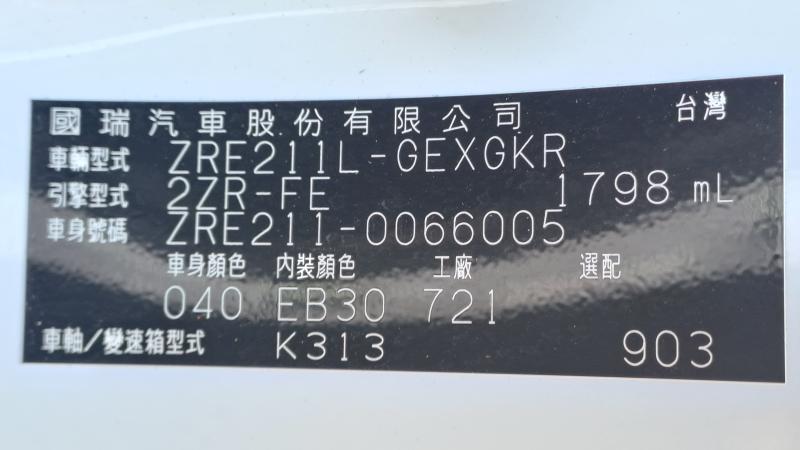 國瑞汽車股份有限公司 台灣
車輛型式 ZRE211L-GEXGKR
引擎型式 2ZR-FE 1798 mL
車身號碼 ZRE211-0066005
車身顏色 內裝顏色 工廠 選配
040 EB30 721
車軸/變速箱型式 K313 903